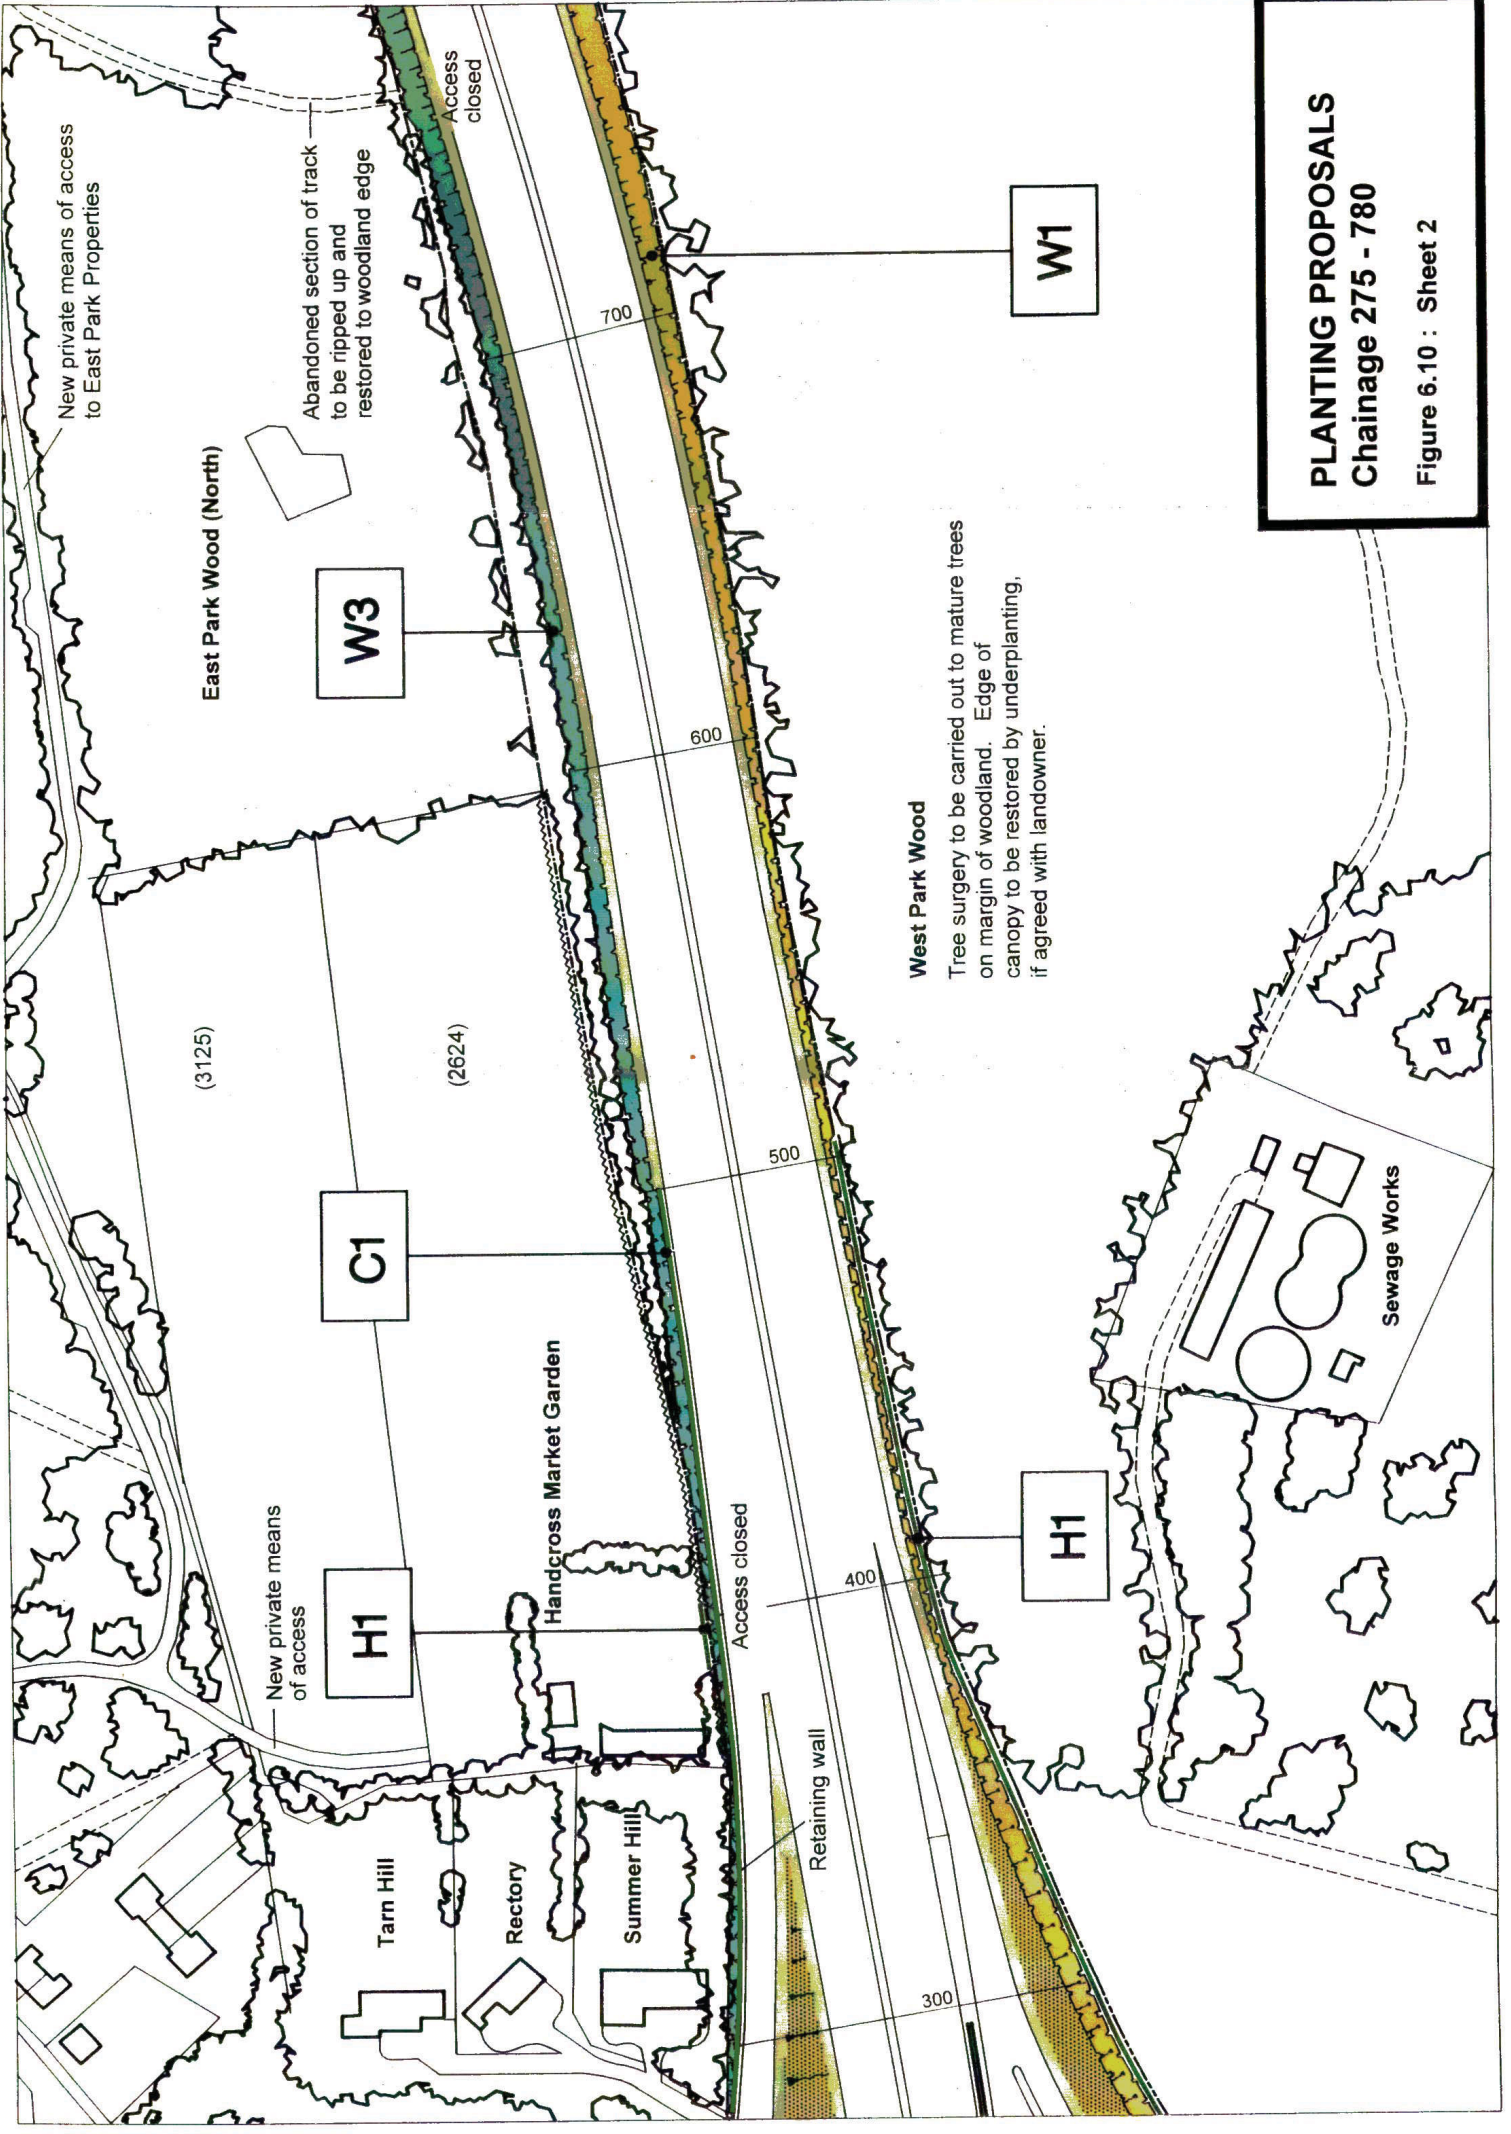 New private means of access
to East Park Properties
Abandoned section of track
to be ripped up and
restored to woodland edge
East Park Wood (North)
W3
Access
closed
700
W1
600
(3125)
(2624)
C1
500
West Park Wood
Tree surgery to be carried out to mature trees
on margin of woodland. Edge of
canopy to be restored by underplanting,
if agreed with landowner.
New private means
of access
H1
Handcross Market Garden
Access closed
400
H1
Sewage Works
Tarn Hill
Rectory
Summer Hill
Retaining wall
300
PLANTING PROPOSALS
Chainage 275 - 780
Figure 6.10 : Sheet 2